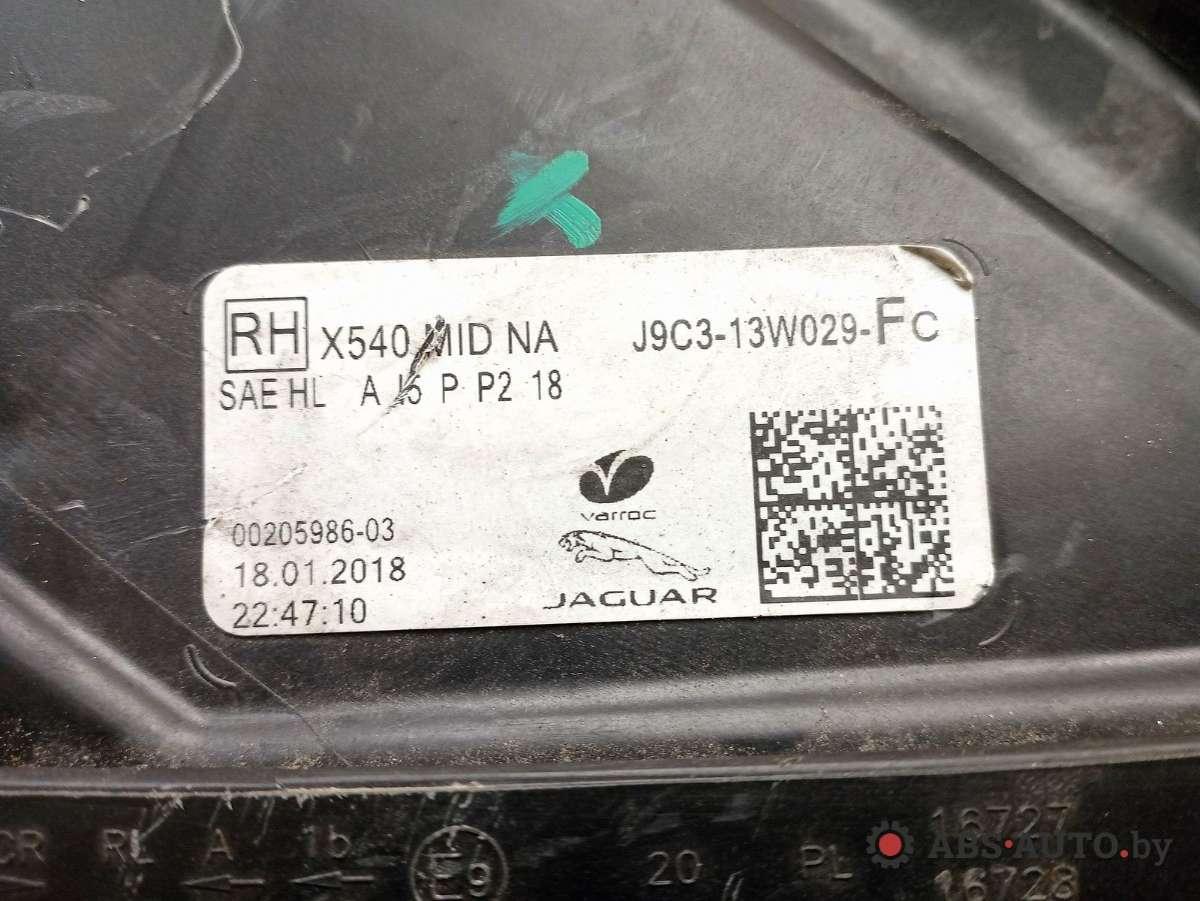 RH X540 MID NA J9C3-13W029-Fc
SAE HL A I5 P P2 18
varroc
00205986-03
18.01.2018
JAGUAR
22:47:10
16727
CR RL A 1b E9 20 PL
16728
ABS-AUTO.by